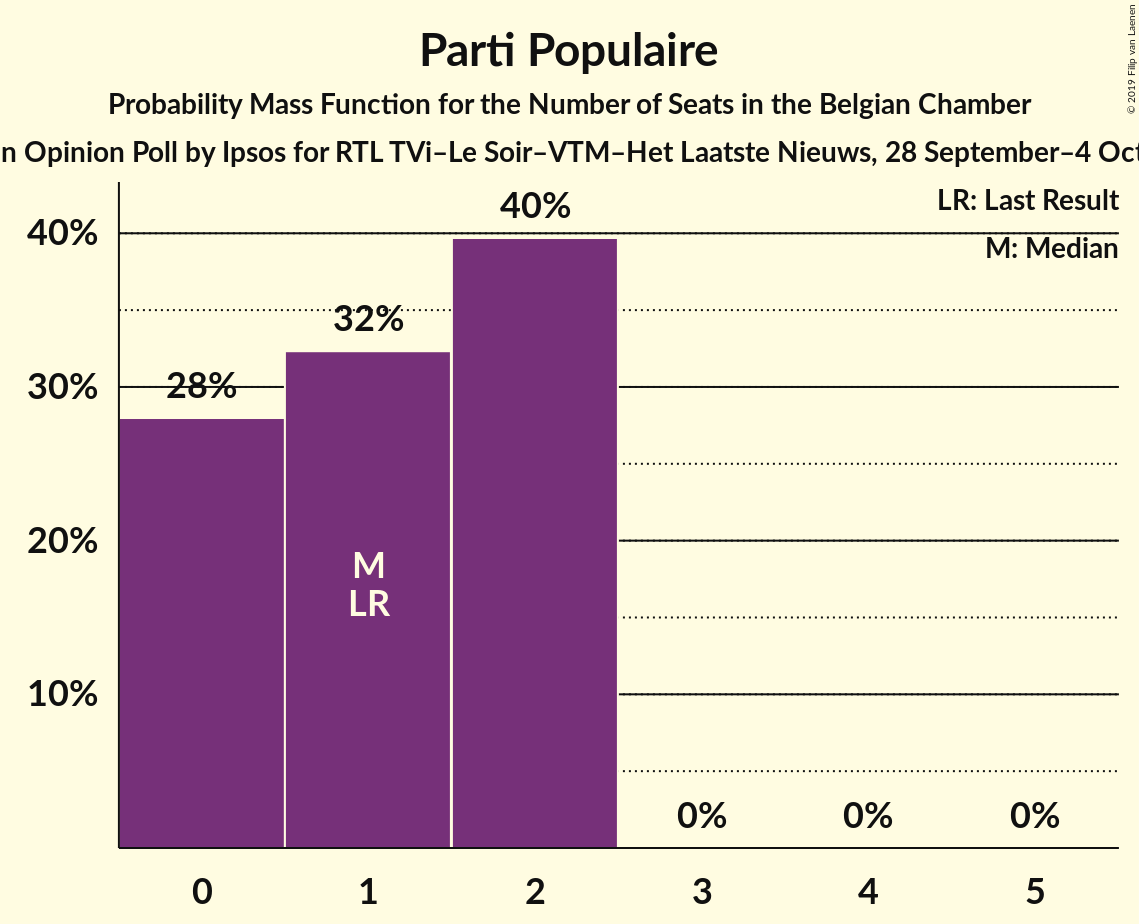 Parti Populaire
Probability Mass Function for the Number of Seats in the Belgian Chamber
n Opinion Poll by Ipsos for RTL TVi–Le Soir–VTM–Het Laatste Nieuws, 28 September–4 Oct
© 2019 Filip van Laenen
LR: Last Result
M: Median
40%
30%
20%
10%
28%
32%
40%
0%
0%
0%
M
LR
0
1
2
3
4
5